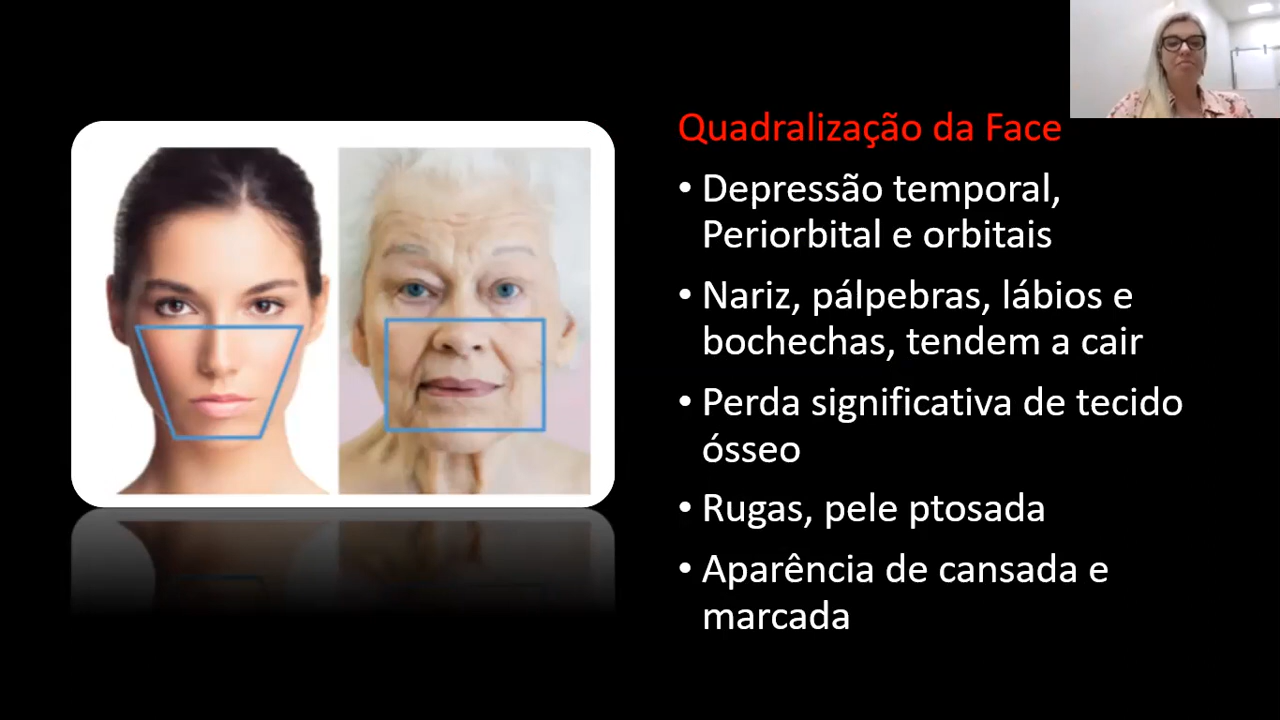 Quadralização da Face
• Depressão temporal,
Periorbital e orbitais
• Nariz, pálpebras, lábios e
bochechas, tendem a cair
• Perda significativa de tecido
ósseo
• Rugas, pele ptosada
• Aparência de cansada e
marcada